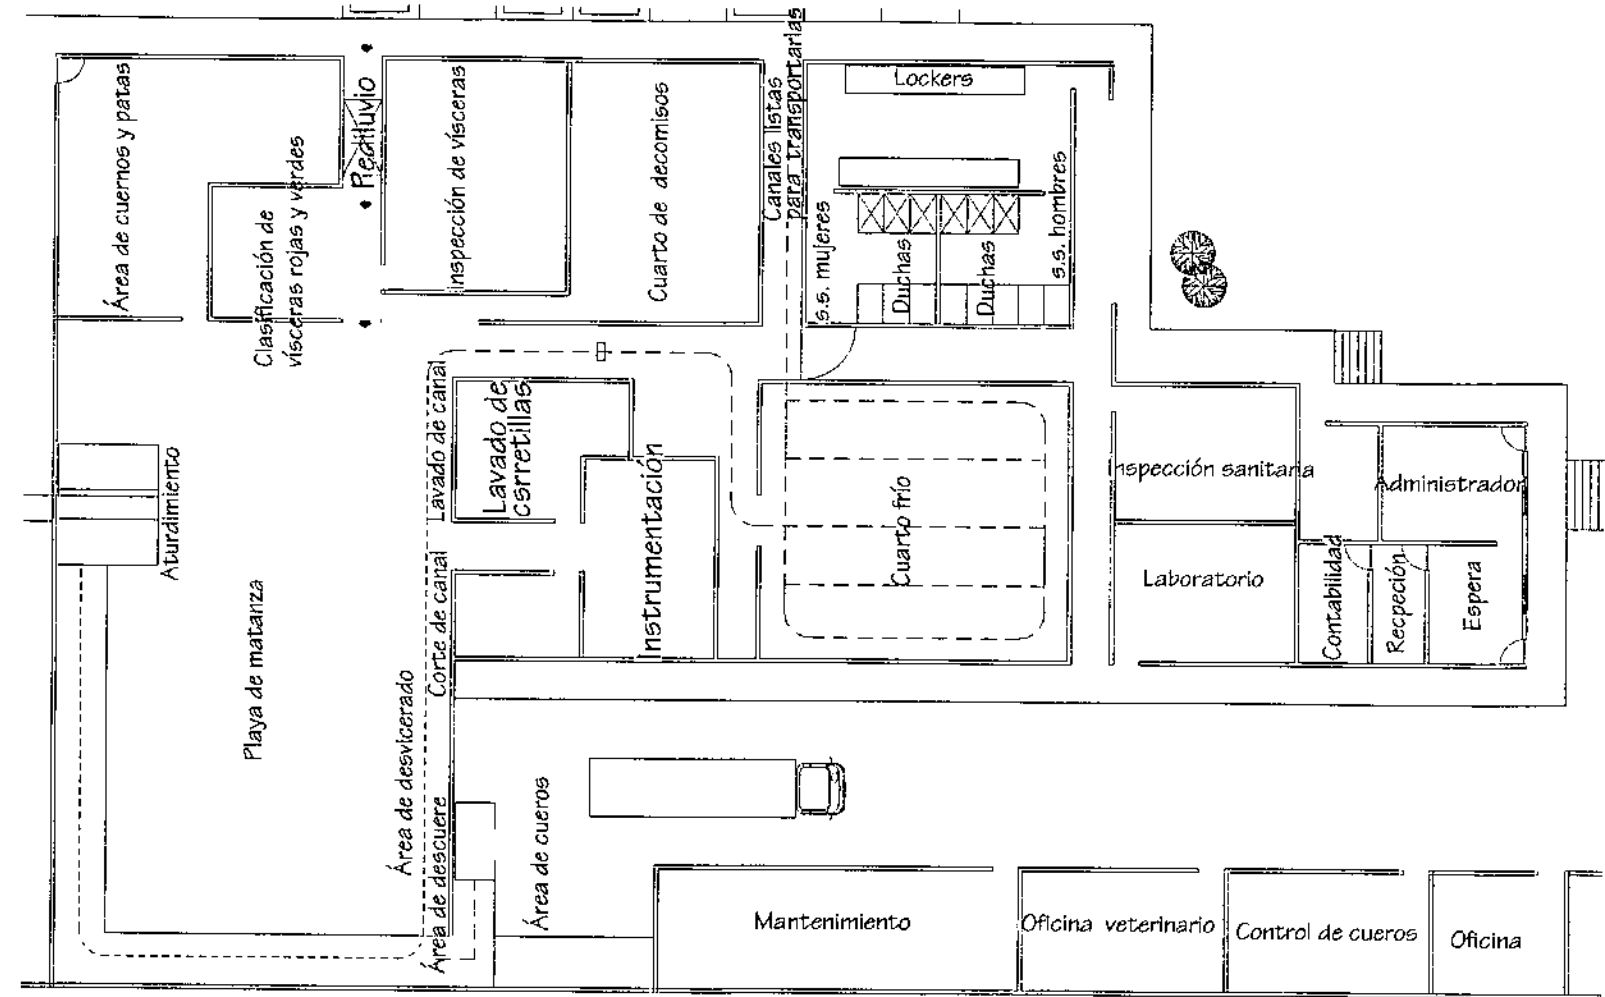 Área de cuernos y patas
Clasificación de
vísceras rojas y verdes
Pediluvio
Inspección de vísceras
Cuarto de decomisos
Canales listas
para transportarlas
Lockers
s.s. mujeres
Duchas
Duchas
s.s. hombres
Aturdimiento
Playa de matanza
Lavado de canal
Lavado de
carretillas
Instrumentación
Corte de canal
Área de desvicerado
Área de descuere
Área de cueros
Cuarto frío
Inspección sanitaria
Laboratorio
Administrador
Contabilidad
Recpeción
Espera
Mantenimiento
Oficina veterinario
Control de cueros
Oficina